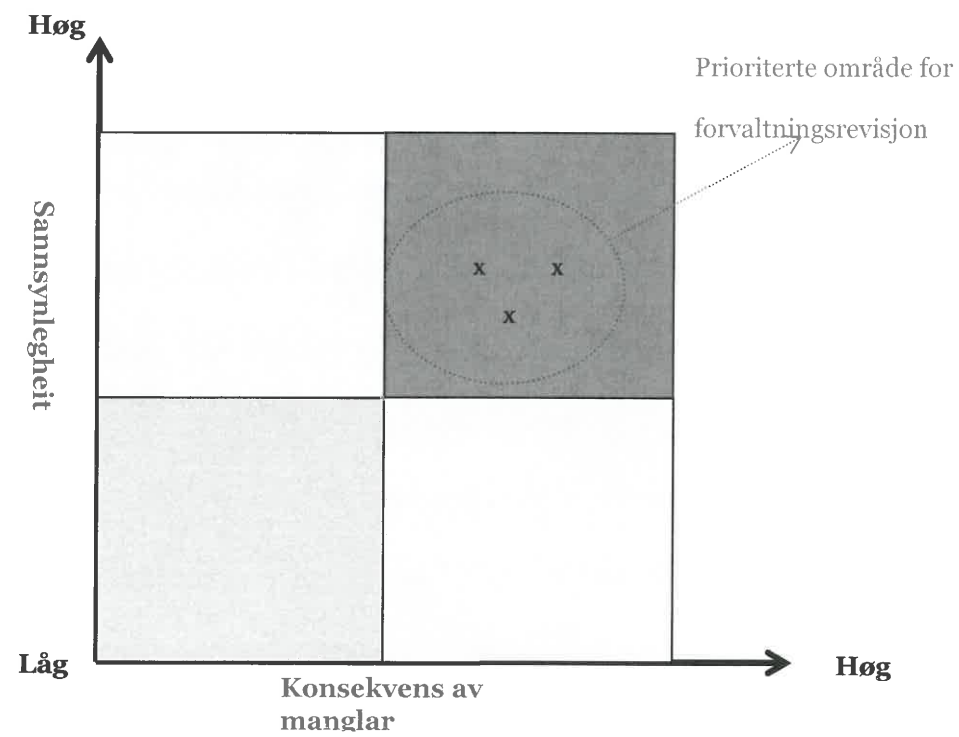 Høg
Prioriterte område for
forvaltningsrevisjon
Sannsynlegheit
x x
x
Låg
Høg
Konsekvens av
manglar